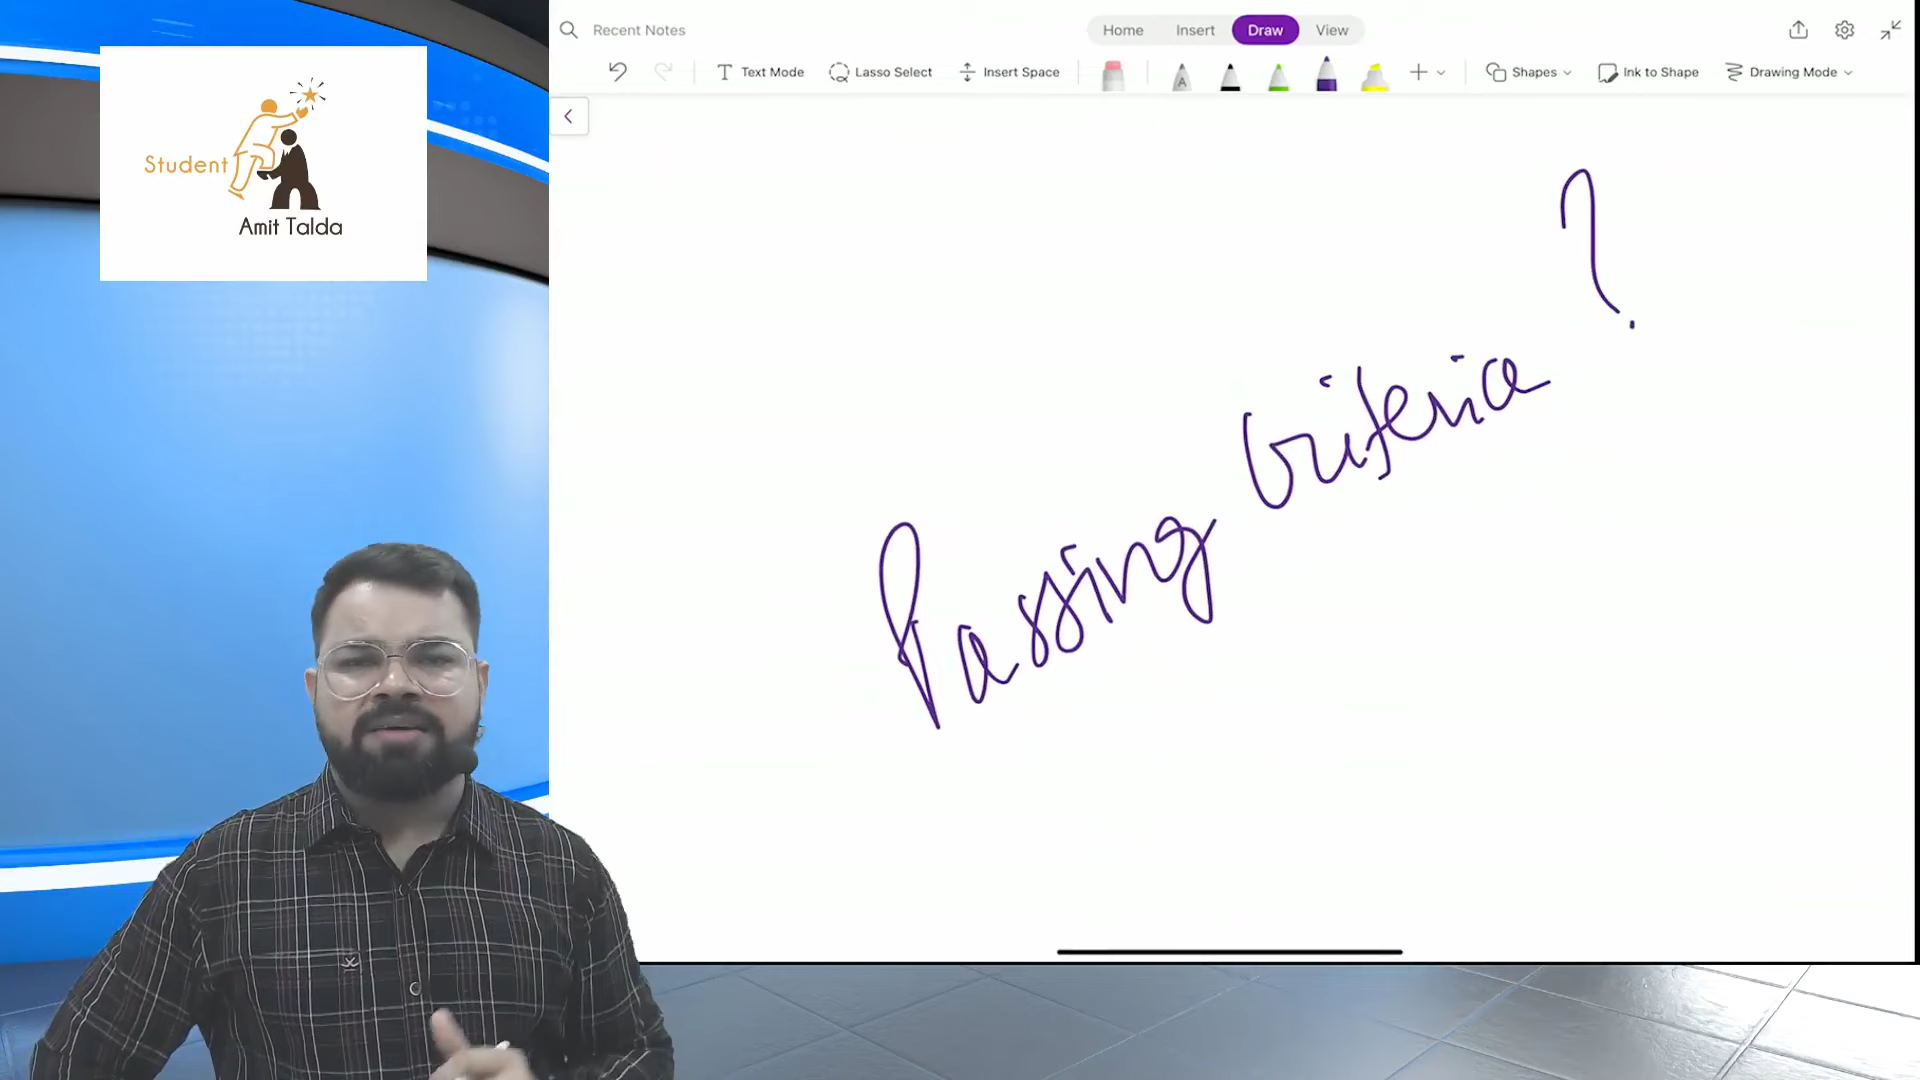 Recent Notes
Home Insert Draw View
Text Mode Lasso Select Insert Space A Shapes Ink to Shape Drawing Mode
Student
Amit Talda
Passing Criteria ?